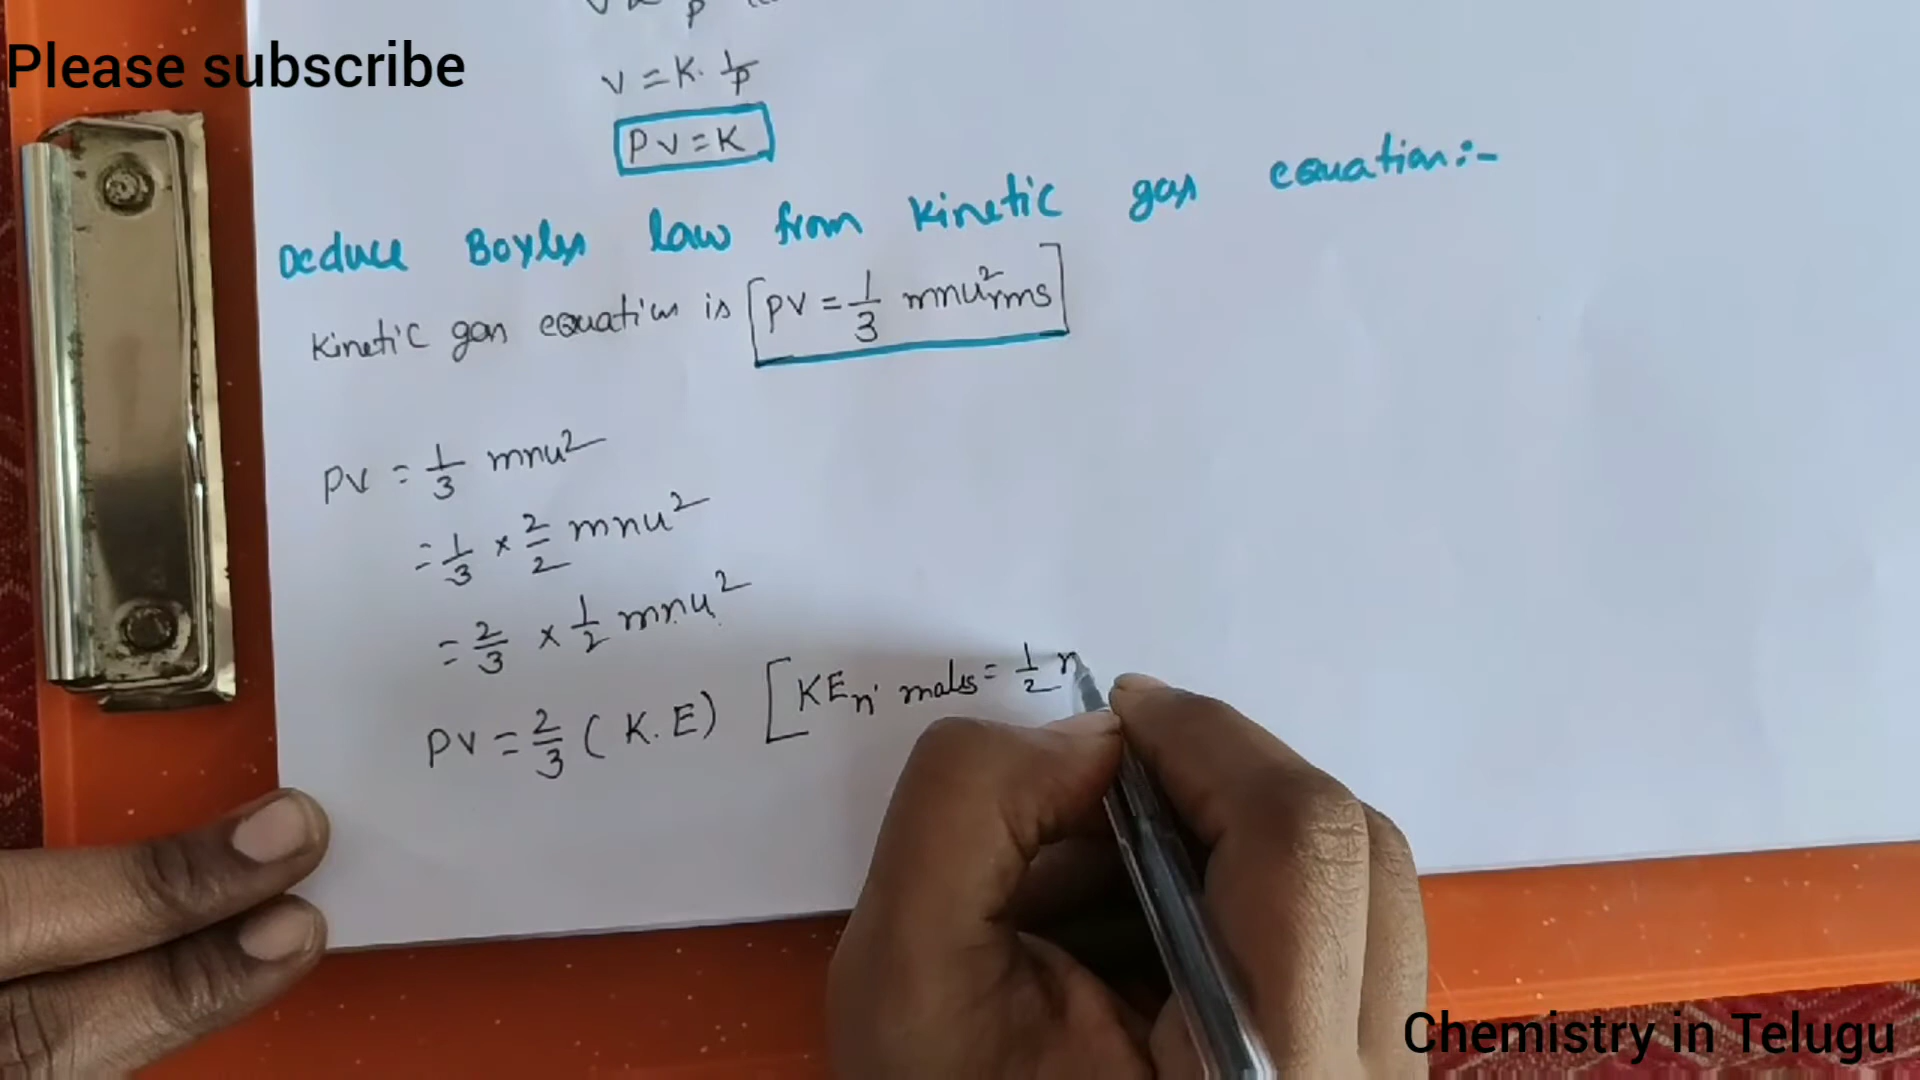 Please subscribe
V = K. 1/P
PV = K
Deduce Boyles law from kinetic gas equation:-
Kinetic gas equation is [PV = 1/3 mnu²rms]
PV = 1/3 mnu²
= 1/3 × 2/2 mnu²
= 2/3 × 1/2 mnu²
PV = 2/3 (K.E) [KEn' moles = 1/2
Chemistry in Telugu